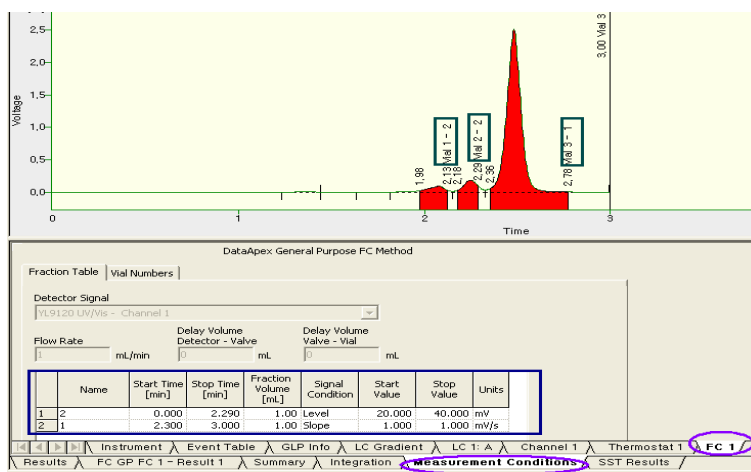 2,5
2,0
1,5
1,0
0,5
0,0
Voltage
1,98
2,13 Vial 1 - 2
2,18
2,29 Vial 2 - 2
2,36
2,78 Vial 3 - 1
3,00 Vial 3
0 1 2 3
Time
DataApex General Purpose FC Method
Fraction Table Vial Numbers
Detector Signal
YL9120 UV/Vis - Channel 1
Flow Rate
1 mL/min
Delay Volume
Detector - Valve
0 mL
Delay Volume
Valve - Vial
0 mL
Name Start Time [min] Stop Time [min] Fraction Volume [mL] Signal Condition Start Value Stop Value Units
1 2 0.000 2.290 1.00 Level 20.000 40.000 mV
2 1 2.300 3.000 1.00 Slope 1.000 1.000 mV/s
Instrument Event Table GLP Info LC Gradient LC 1: A Channel 1 Thermostat 1 FC 1
Results FC GP FC 1 - Result 1 Summary Integration Measurement Conditions SST Results